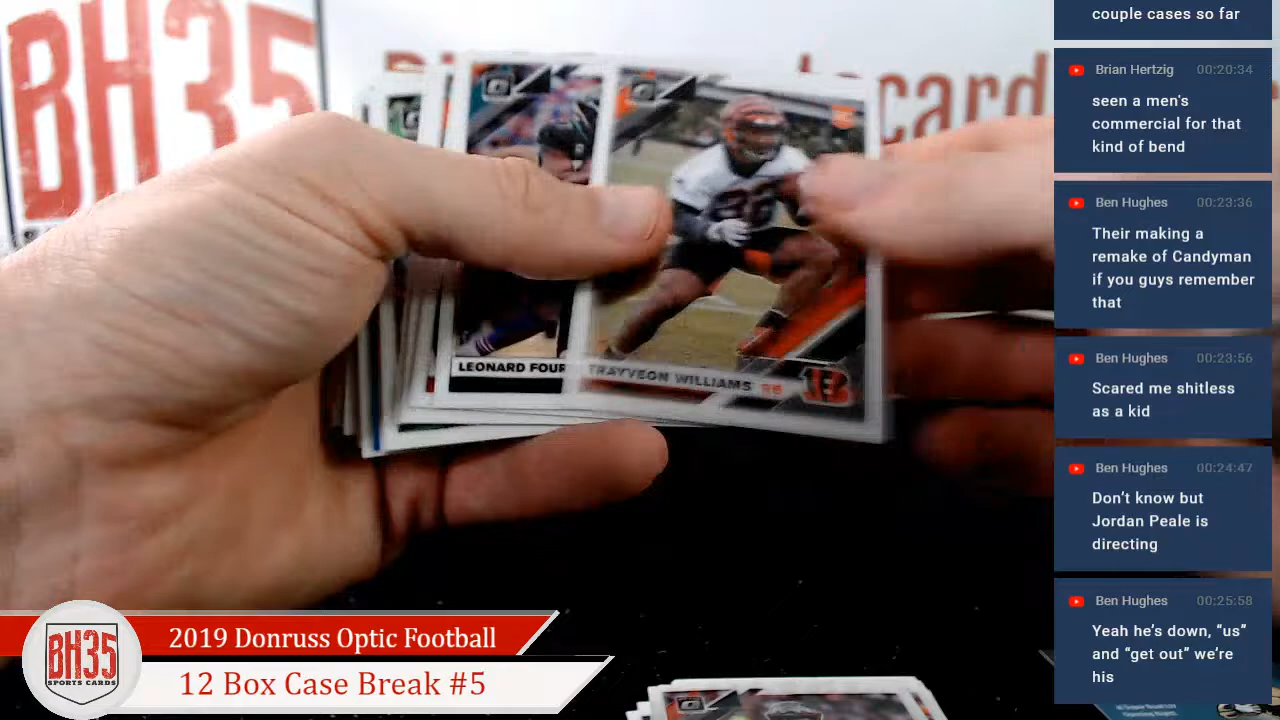 BH35
card
LEONARD FOUR
TRAYVEON WILLIAMS RB
BH35
SPORTS CARDS
2019 Donruss Optic Football
12 Box Case Break #5
couple cases so far
Brian Hertzig 00:20:34
seen a men's
commercial for that
kind of bend
Ben Hughes 00:23:36
Their making a
remake of Candyman
if you guys remember
that
Ben Hughes 00:23:56
Scared me shitless
as a kid
Ben Hughes 00:24:47
Don't know but
Jordan Peale is
directing
Ben Hughes 00:25:58
Yeah he's down, “us”
and “get out” we're
his